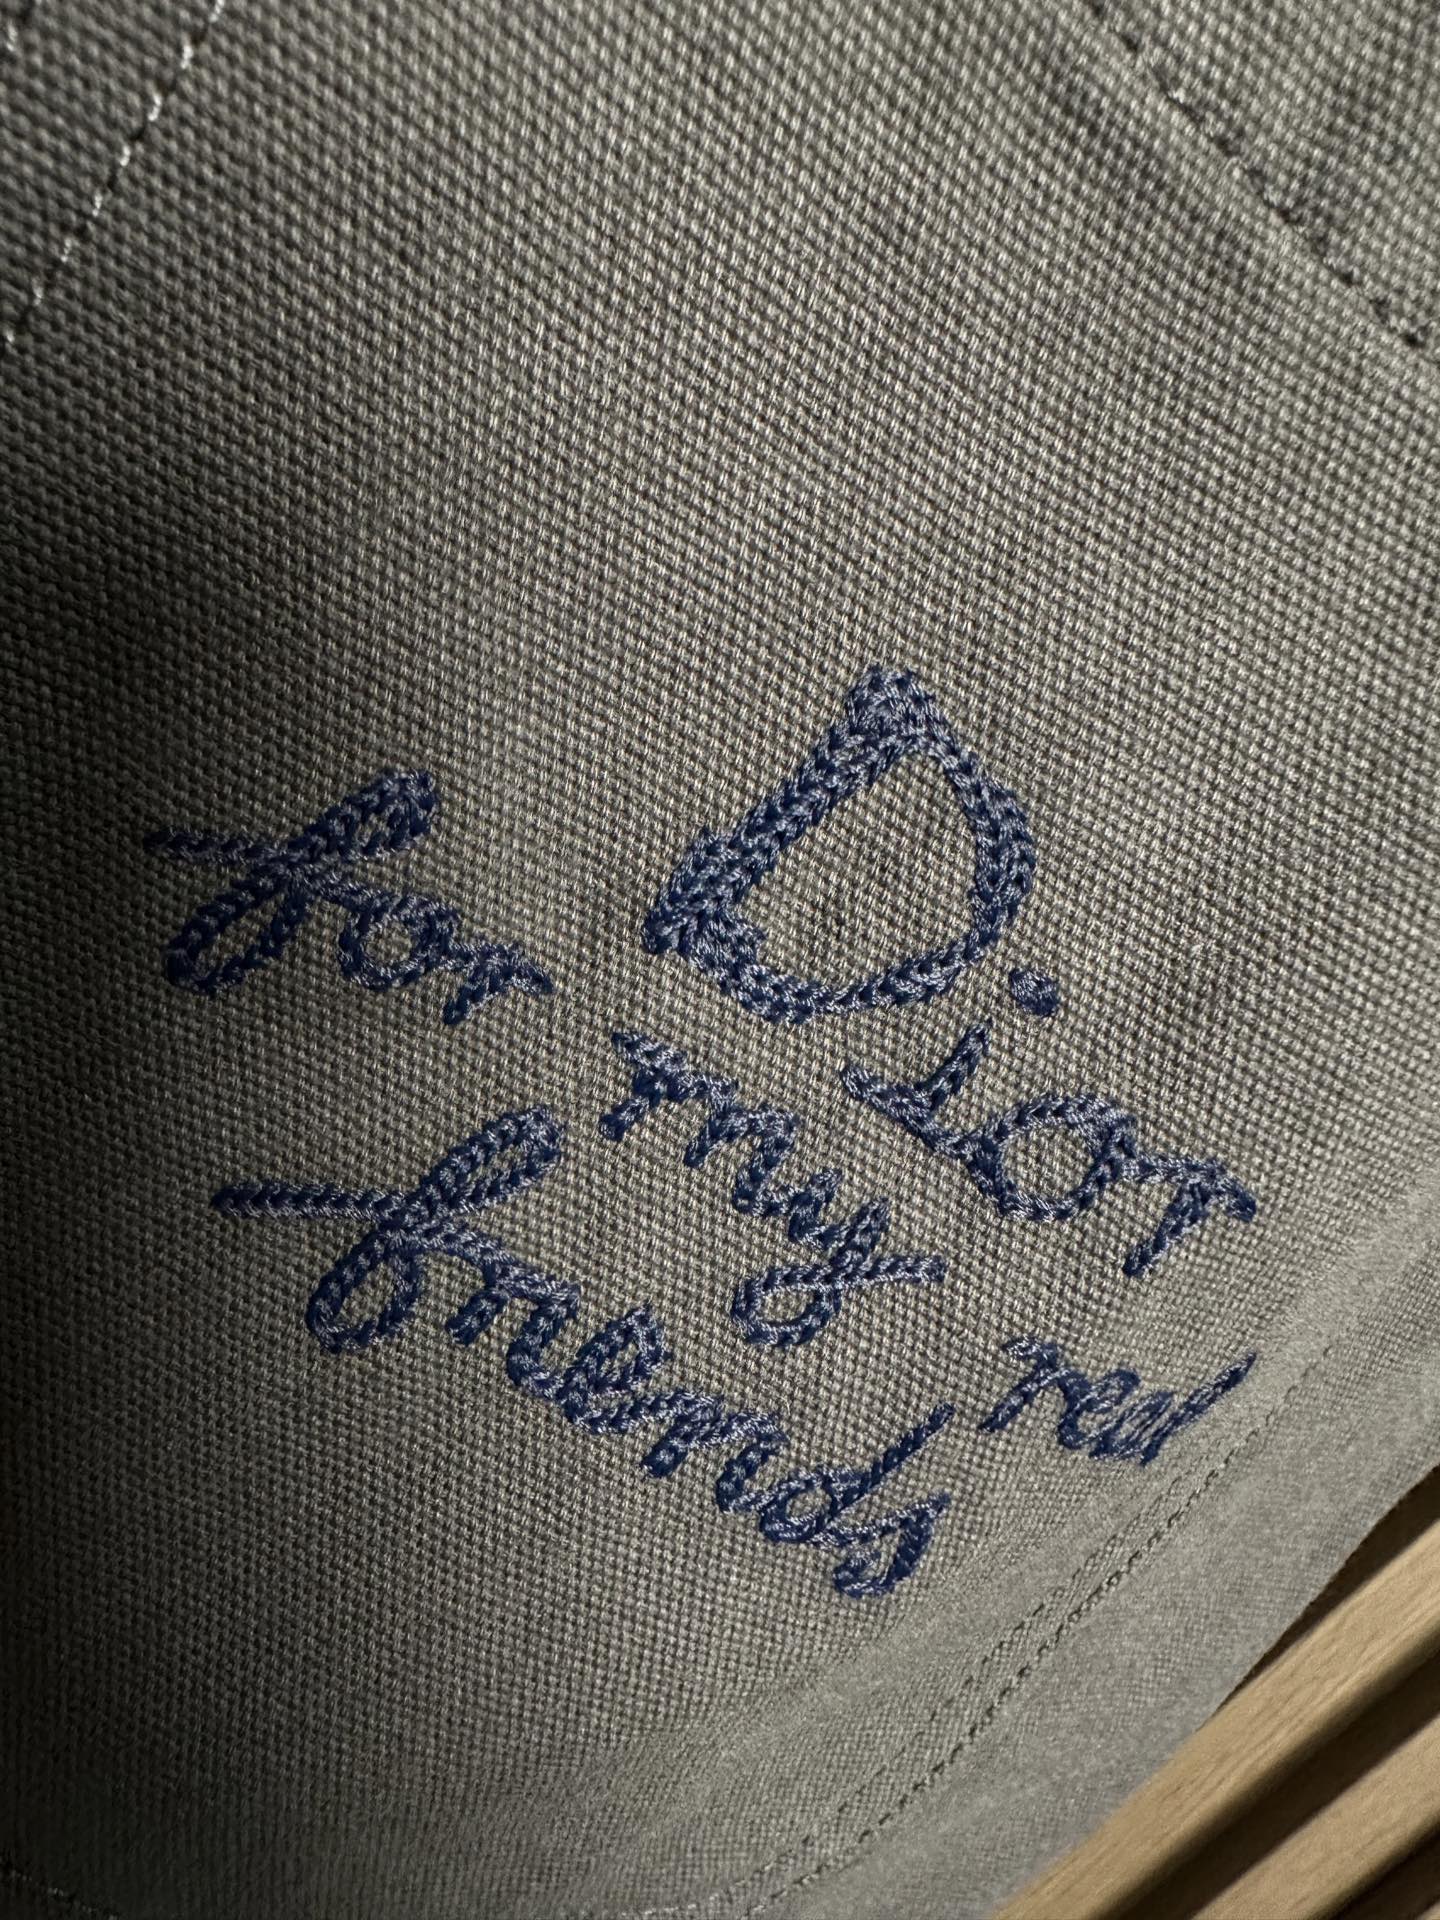 Dior
for my real
friends